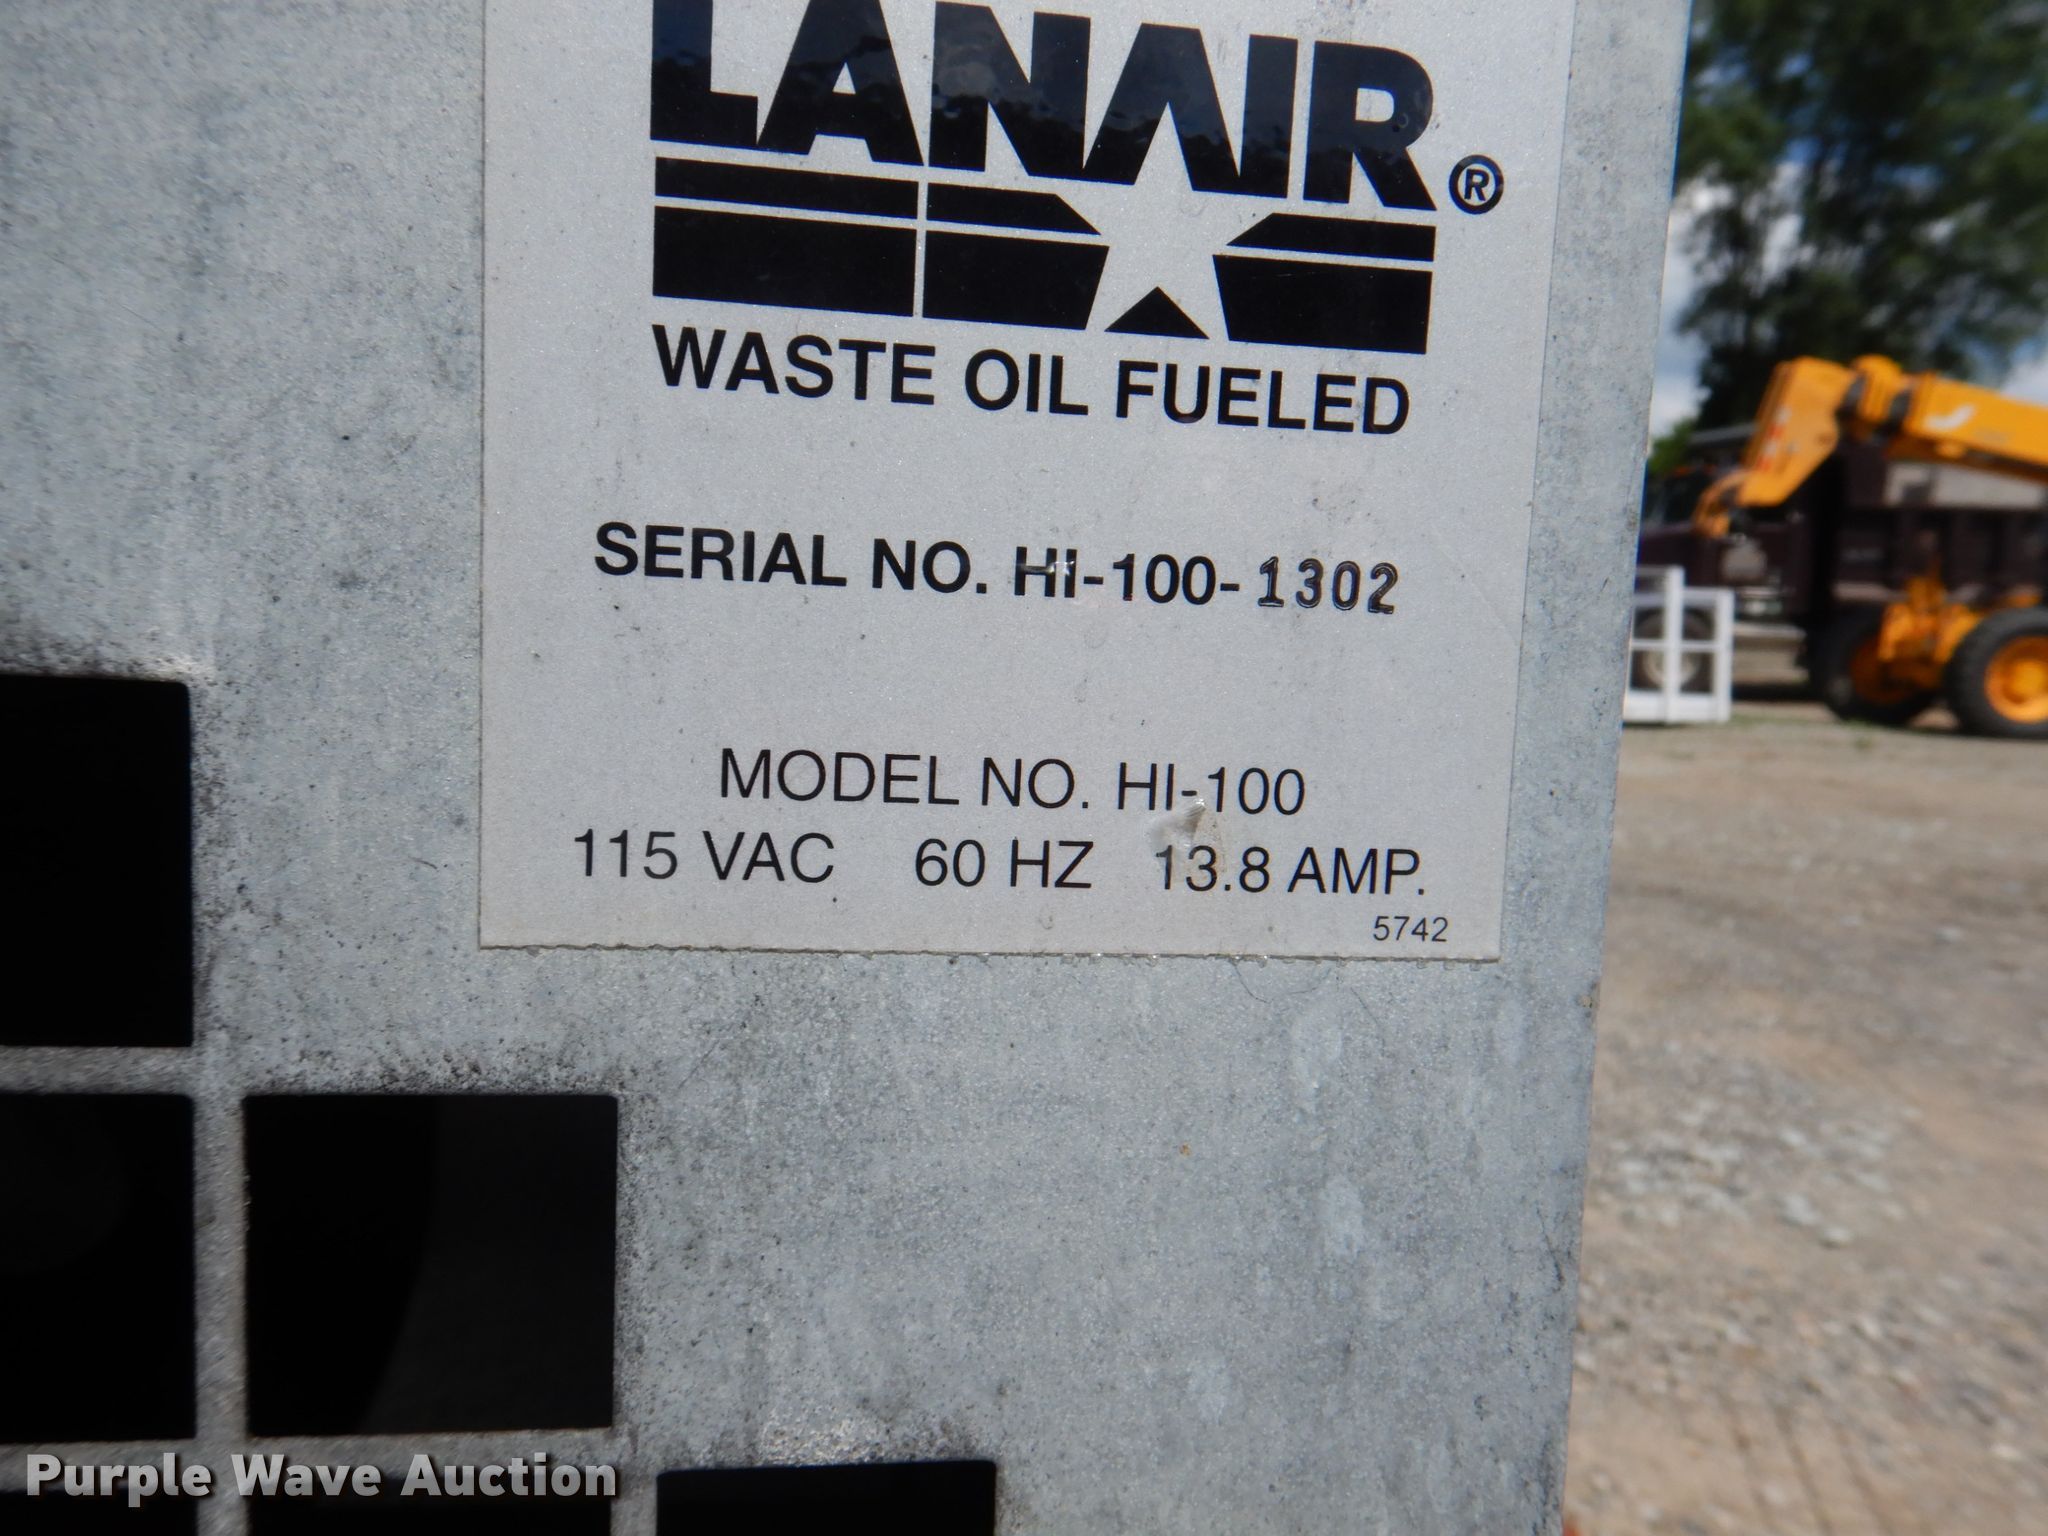 LANAIR®
WASTE OIL FUELED
SERIAL NO. HI-100-1302
MODEL NO. HI-100
115 VAC 60 HZ 13.8 AMP.
5742
Purple Wave Auction